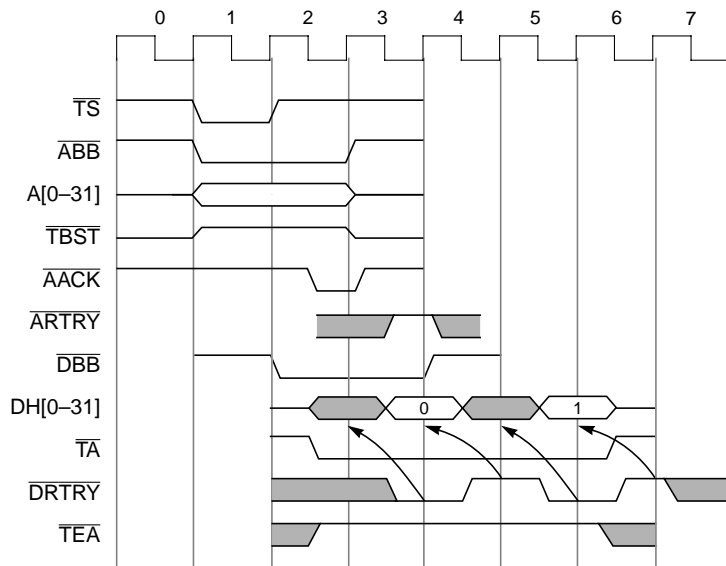 0 1 2 3 4 5 6 7
TS
ABB
A[0–31]
TBST
AACK
ARTRY
DBB
DH[0–31] 0 1
TA
DRTRY
TEA